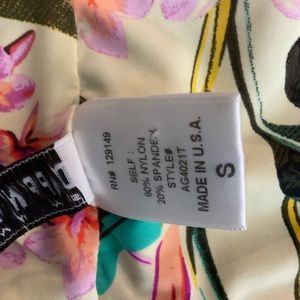 RN# 129149
SELF :
80% NYLON
20% SPANDEX
STYLE#
AG4021T
MADE IN U.S.A.
S